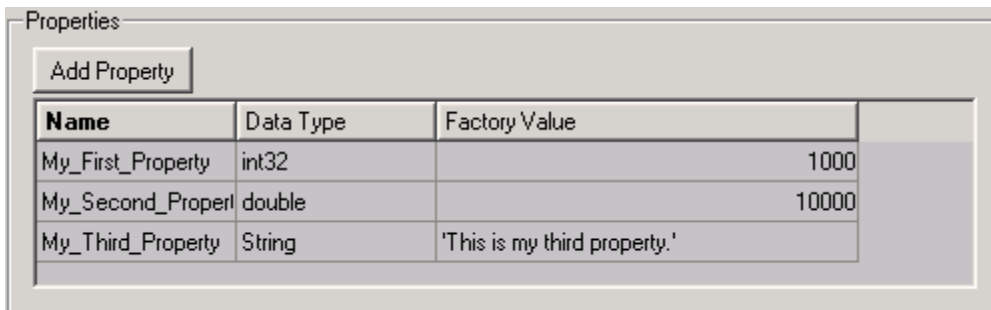 Properties
Add Property
Name Data Type Factory Value
My_First_Property int32 1000
My_Second_Propert double 10000
My_Third_Property String 'This is my third property.'